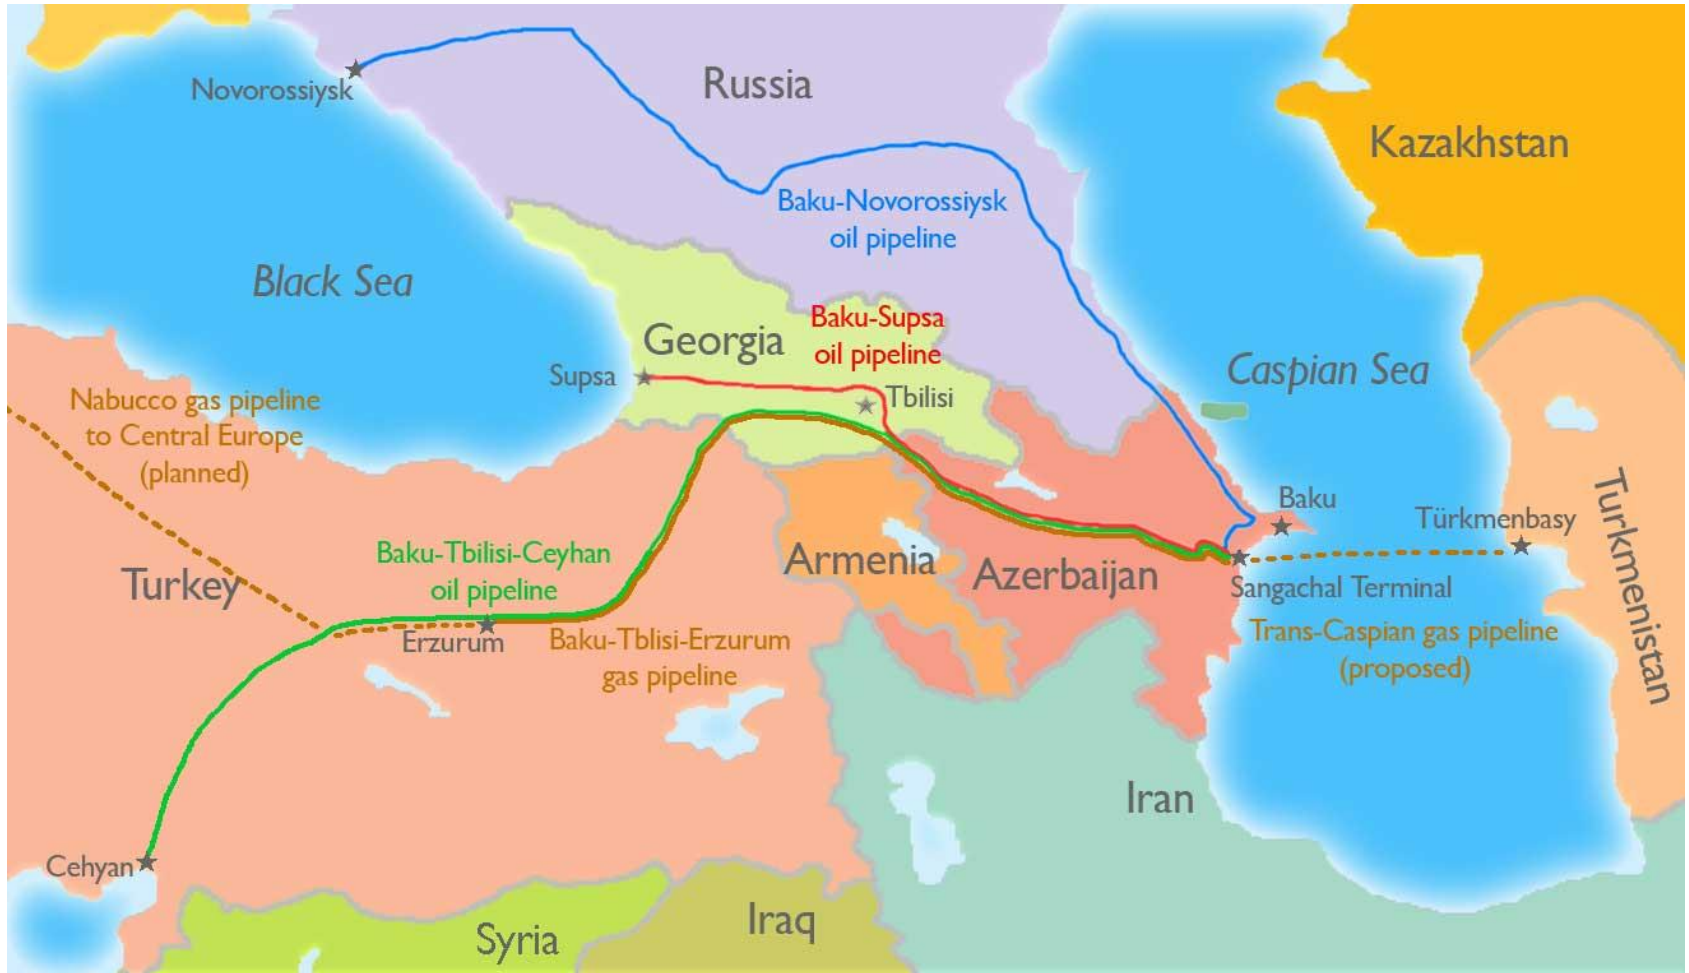 Novorossiysk
Russia
Kazakhstan
Baku-Novorossiysk
oil pipeline
Black Sea
Baku-Supsa
oil pipeline
Georgia
Supsa
Tbilisi
Caspian Sea
Nabucco gas pipeline
to Central Europe
(planned)
Baku
Türkmenbasy
Turkmenistan
Baku-Tbilisi-Ceyhan
oil pipeline
Turkey
Armenia
Azerbaijan
Sangachal Terminal
Erzurum
Baku-Tblisi-Erzurum
gas pipeline
Trans-Caspian gas pipeline
(proposed)
Iran
Cehyan
Syria
Iraq